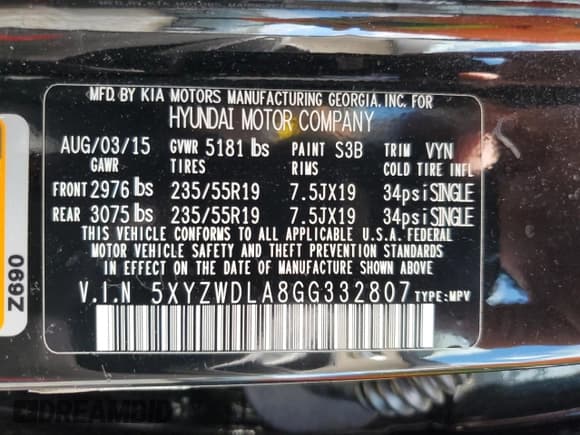 MFD. BY KIA MOTORS MANUFACTURING GEORGIA, INC. FOR
HYUNDAI MOTOR COMPANY
AUG/03/15 GVWR 5181 lbs PAINT S3B TRIM VYN
GAWR TIRES RIMS COLD TIRE INFL
FRONT 2976 lbs 235/55R19 7.5JX19 34psi SINGLE
REAR 3075 lbs 235/55R19 7.5JX19 34psi SINGLE
THIS VEHICLE CONFORMS TO ALL APPLICABLE U.S.A. FEDERAL
MOTOR VEHICLE SAFETY AND THEFT PREVENTION STANDARDS
IN EFFECT ON THE DATE OF MANUFACTURE SHOWN ABOVE.
V.I.N 5XYZWDLA8GG332807 TYPE: MPV
Z690
DREAMBID